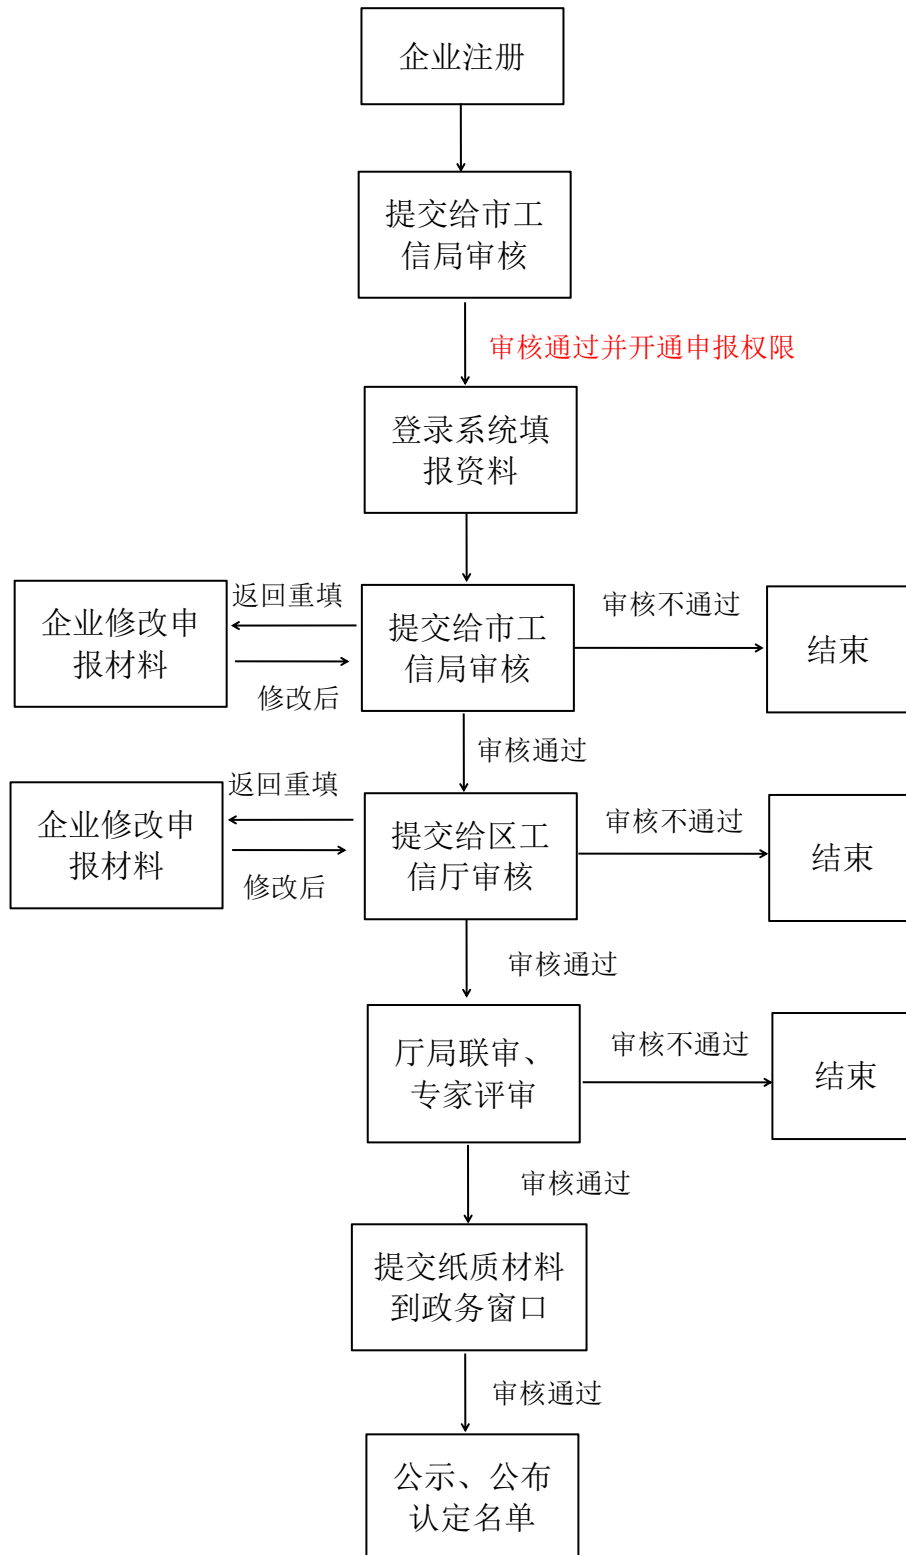 企业注册
提交给市工
信局审核
审核通过并开通申报权限
登录系统填
报资料
企业修改申
报材料
返回重填
修改后
提交给市工
信局审核
审核不通过
结束
审核通过
企业修改申
报材料
返回重填
修改后
提交给区工
信厅审核
审核不通过
结束
审核通过
厅局联审、
专家评审
审核不通过
结束
审核通过
提交纸质材料
到政务窗口
审核通过
公示、公布
认定名单